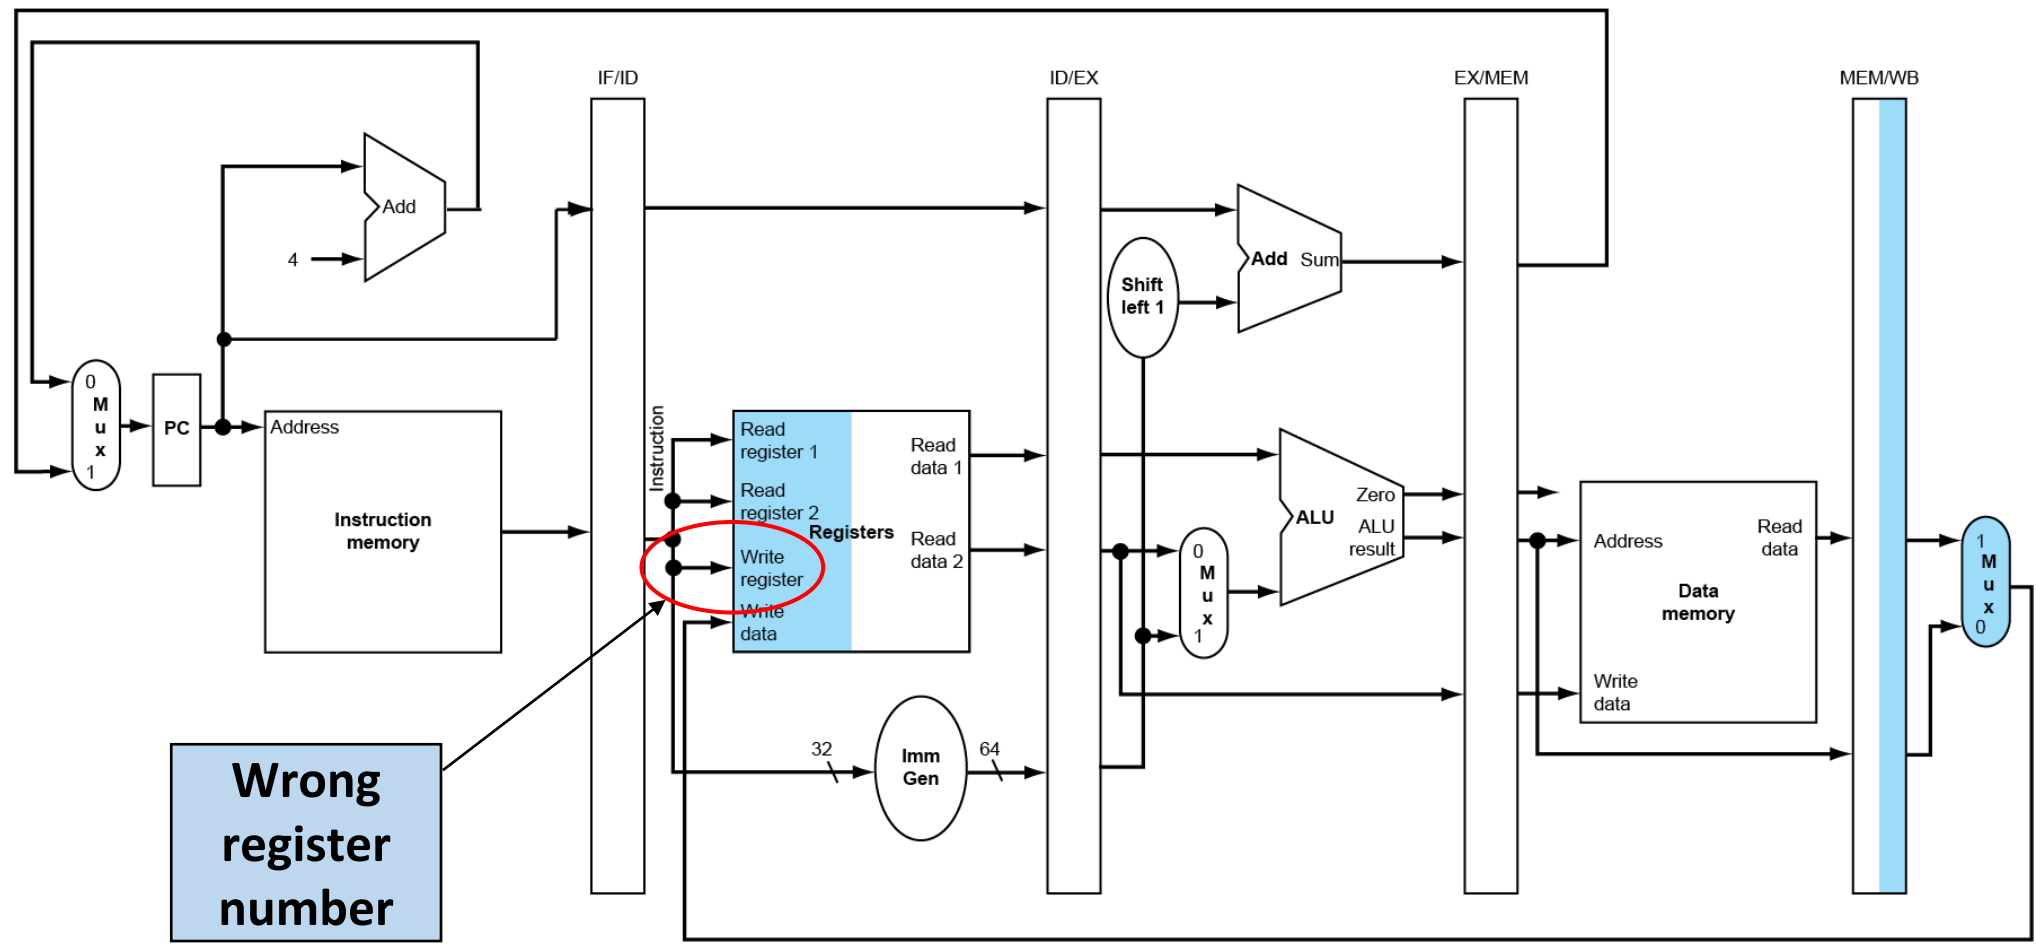 IF/ID
ID/EX
EX/MEM
MEM/WB
Add
4
Add Sum
Shift
left 1
0
M
u
x
1
PC
Address
Instruction
memory
Instruction
Read
register 1
Read
register 2
Write
register
Write
data
Registers
Read
data 1
Read
data 2
32
Imm
Gen
64
0
M
u
x
1
ALU
Zero
ALU
result
Address
Read
data
Data
memory
Write
data
1
M
u
x
0
Wrong
register
number